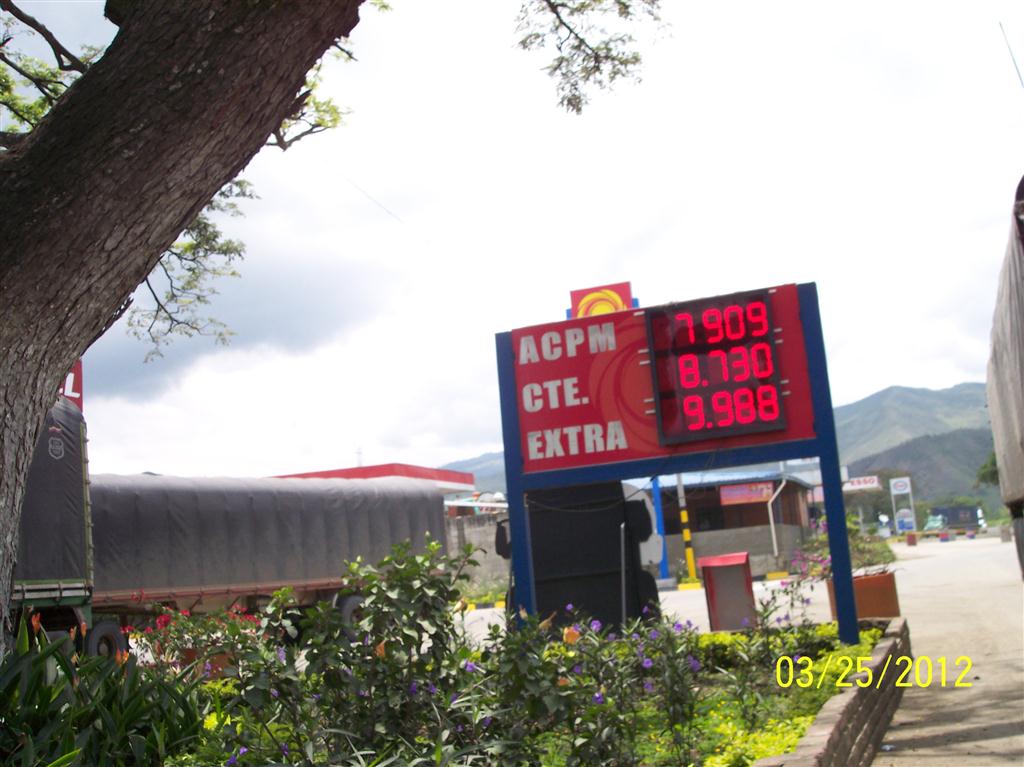 ACPM 7.909
CTE. 8.730
EXTRA 9.988
ESSO
03/25/2012